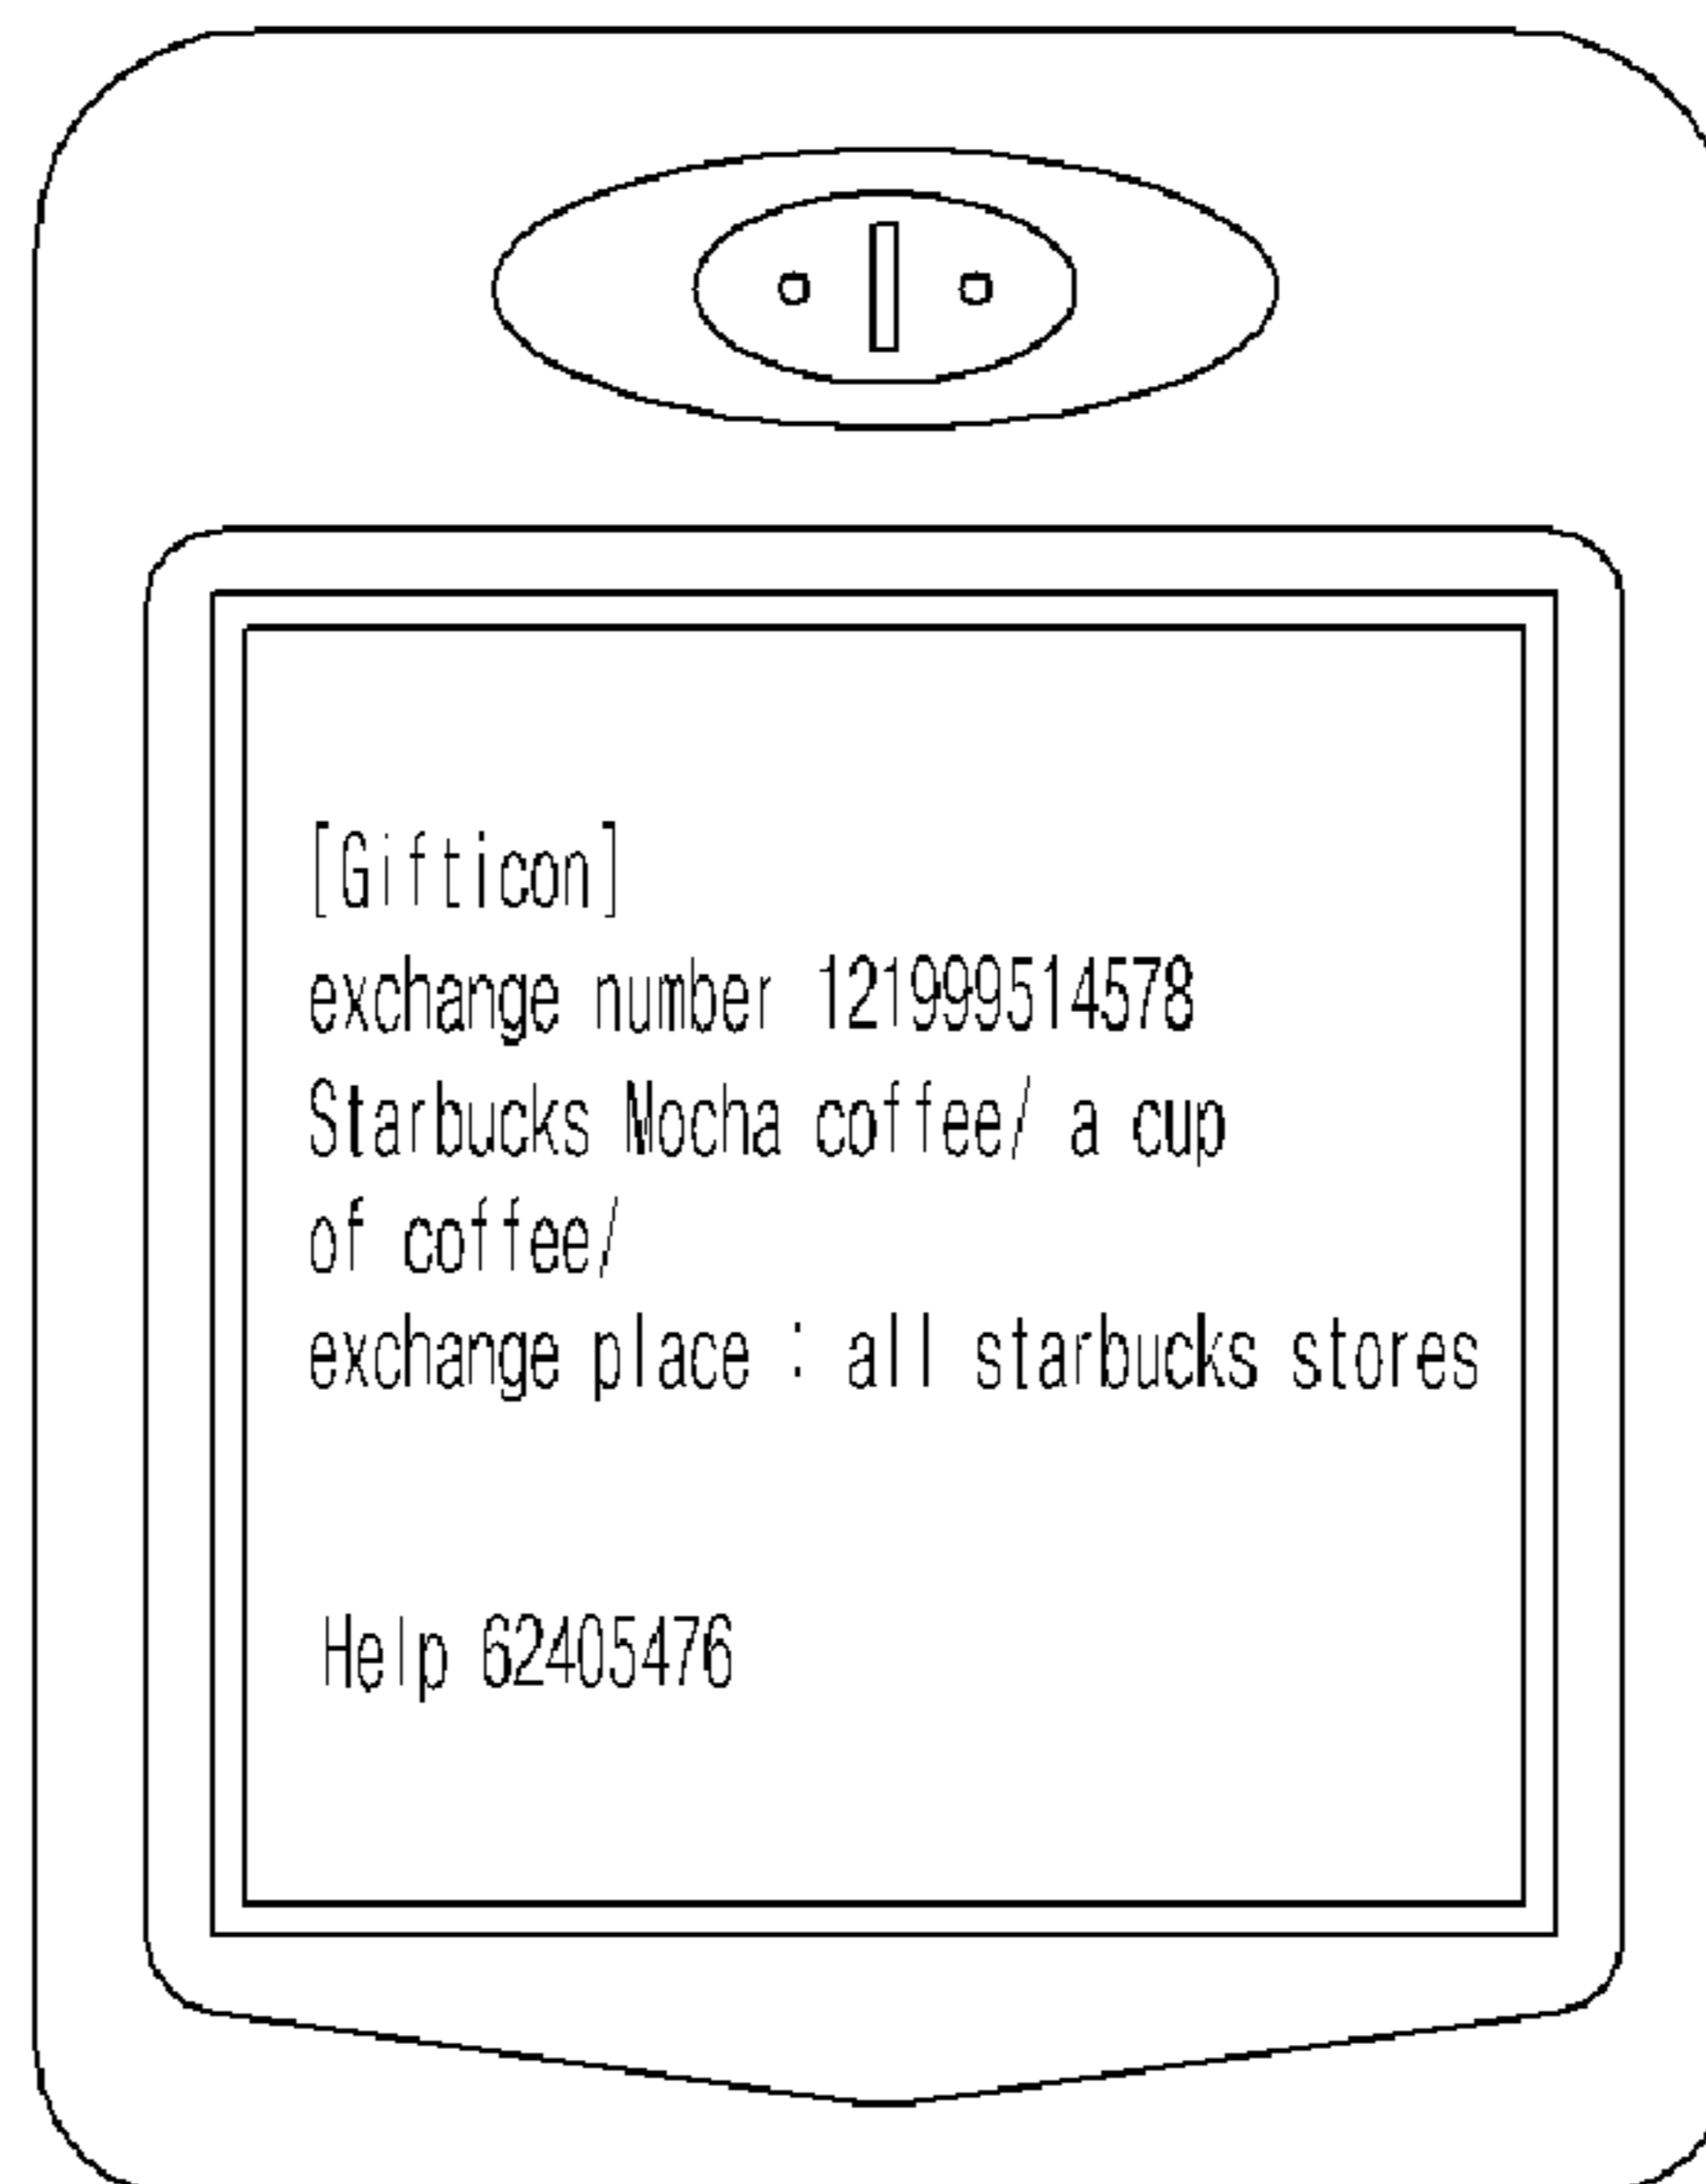 [Gifticon]
exchange number 121999514578
Starbucks Mocha coffee/ a cup
of coffee/
exchange place : all starbucks stores
Help 62405476